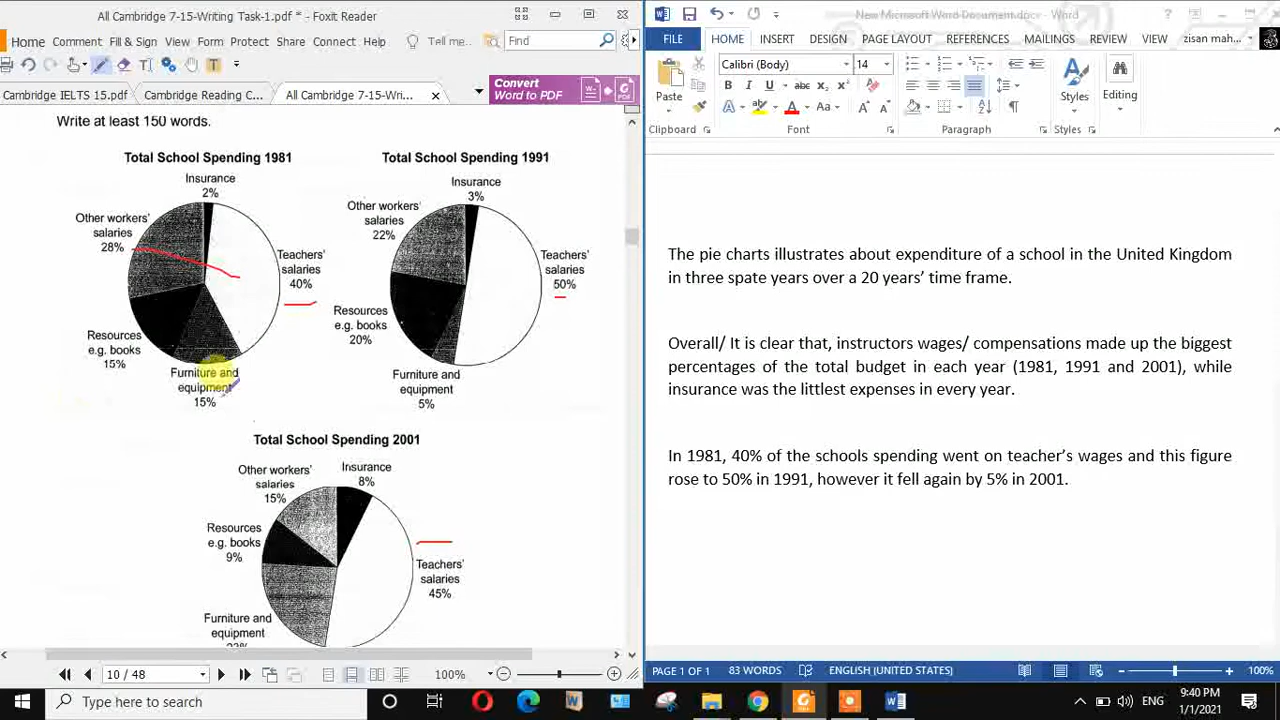 All Cambridge 7-15-Writing Task-1.pdf * - Foxit Reader
Home Comment Fill & Sign View Form Protect Share Connect Help Tell me... Find
Cambridge IELTS 15.pdf
All Cambridge 7-15-Wri...
Convert
Word to PDF
Write at least 150 words.
Total School Spending 1981
Insurance
2%
Other workers'
salaries
28%
Teachers'
salaries
40%
Resources
e.g. books
15%
Furniture and
equipment
15%
Total School Spending 1991
Insurance
3%
Other workers'
salaries
22%
Teachers'
salaries
50%
Resources
e.g. books
20%
Furniture and
equipment
5%
Total School Spending 2001
Other workers'
salaries
15%
Insurance
8%
Resources
e.g. books
9%
Teachers'
salaries
45%
Furniture and
equipment
10 / 48
100%
Type here to search
New Microsoft Word Document.docx - Word
FILE HOME INSERT DESIGN PAGE LAYOUT REFERENCES MAILINGS REVIEW VIEW zisan mah...
Calibri (Body) 14
Paste
Styles
Editing
Clipboard Font Paragraph Styles
The pie charts illustrates about expenditure of a school in the United Kingdom
in three spate years over a 20 years' time frame.
Overall/ It is clear that, instructors wages/ compensations made up the biggest
percentages of the total budget in each year (1981, 1991 and 2001), while
insurance was the littlest expenses in every year.
In 1981, 40% of the schools spending went on teacher's wages and this figure
rose to 50% in 1991, however it fell again by 5% in 2001.
PAGE 1 OF 1 83 WORDS ENGLISH (UNITED STATES) 100%
ENG
9:40 PM
1/1/2021